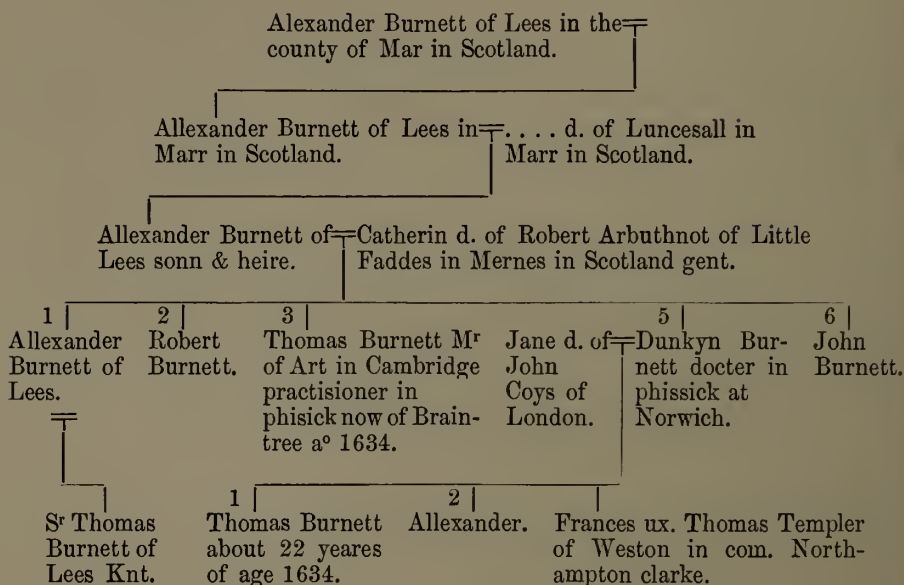 Alexander Burnett of Lees in the
county of Mar in Scotland.
Allexander Burnett of Lees in
Marr in Scotland.
.... d. of Luncesall in
Marr in Scotland.
Allexander Burnett of
Lees sonn & heire.
Catherin d. of Robert Arbuthnot of Little
Faddes in Mernes in Scotland gent.
1
Allexander
Burnett of
Lees.
2
Robert
Burnett.
3
Thomas Burnett Mr
of Art in Cambridge
practisioner in
phisick now of Brain-
tree ao 1634.
Jane d. of
John
Coys of
London.
5
Dunkyn Bur-
nett docter in
phissick at
Norwich.
6
John
Burnett.
Sr Thomas
Burnett of
Lees Knt.
1
Thomas Burnett
about 22 yeares
of age 1634.
2
Allexander.
Frances ux. Thomas Templer
of Weston in com. North-
ampton clarke.